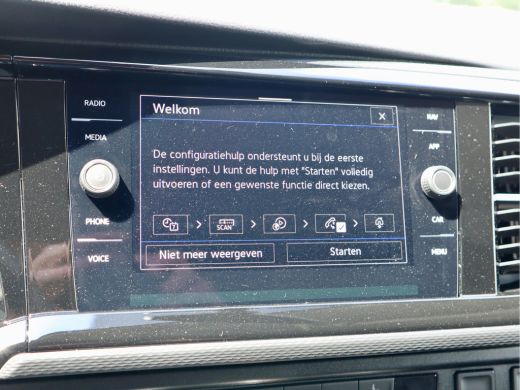 RADIO
MEDIA
PHONE
VOICE
Welkom
De configuratiehulp ondersteunt u bij de eerste
instellingen. U kunt de hulp met "Starten" volledig
uitvoeren of een gewenste functie direct kiezen.
7
SCAN
Niet meer weergeven
Starten
NAV
APP
CAR
MENU